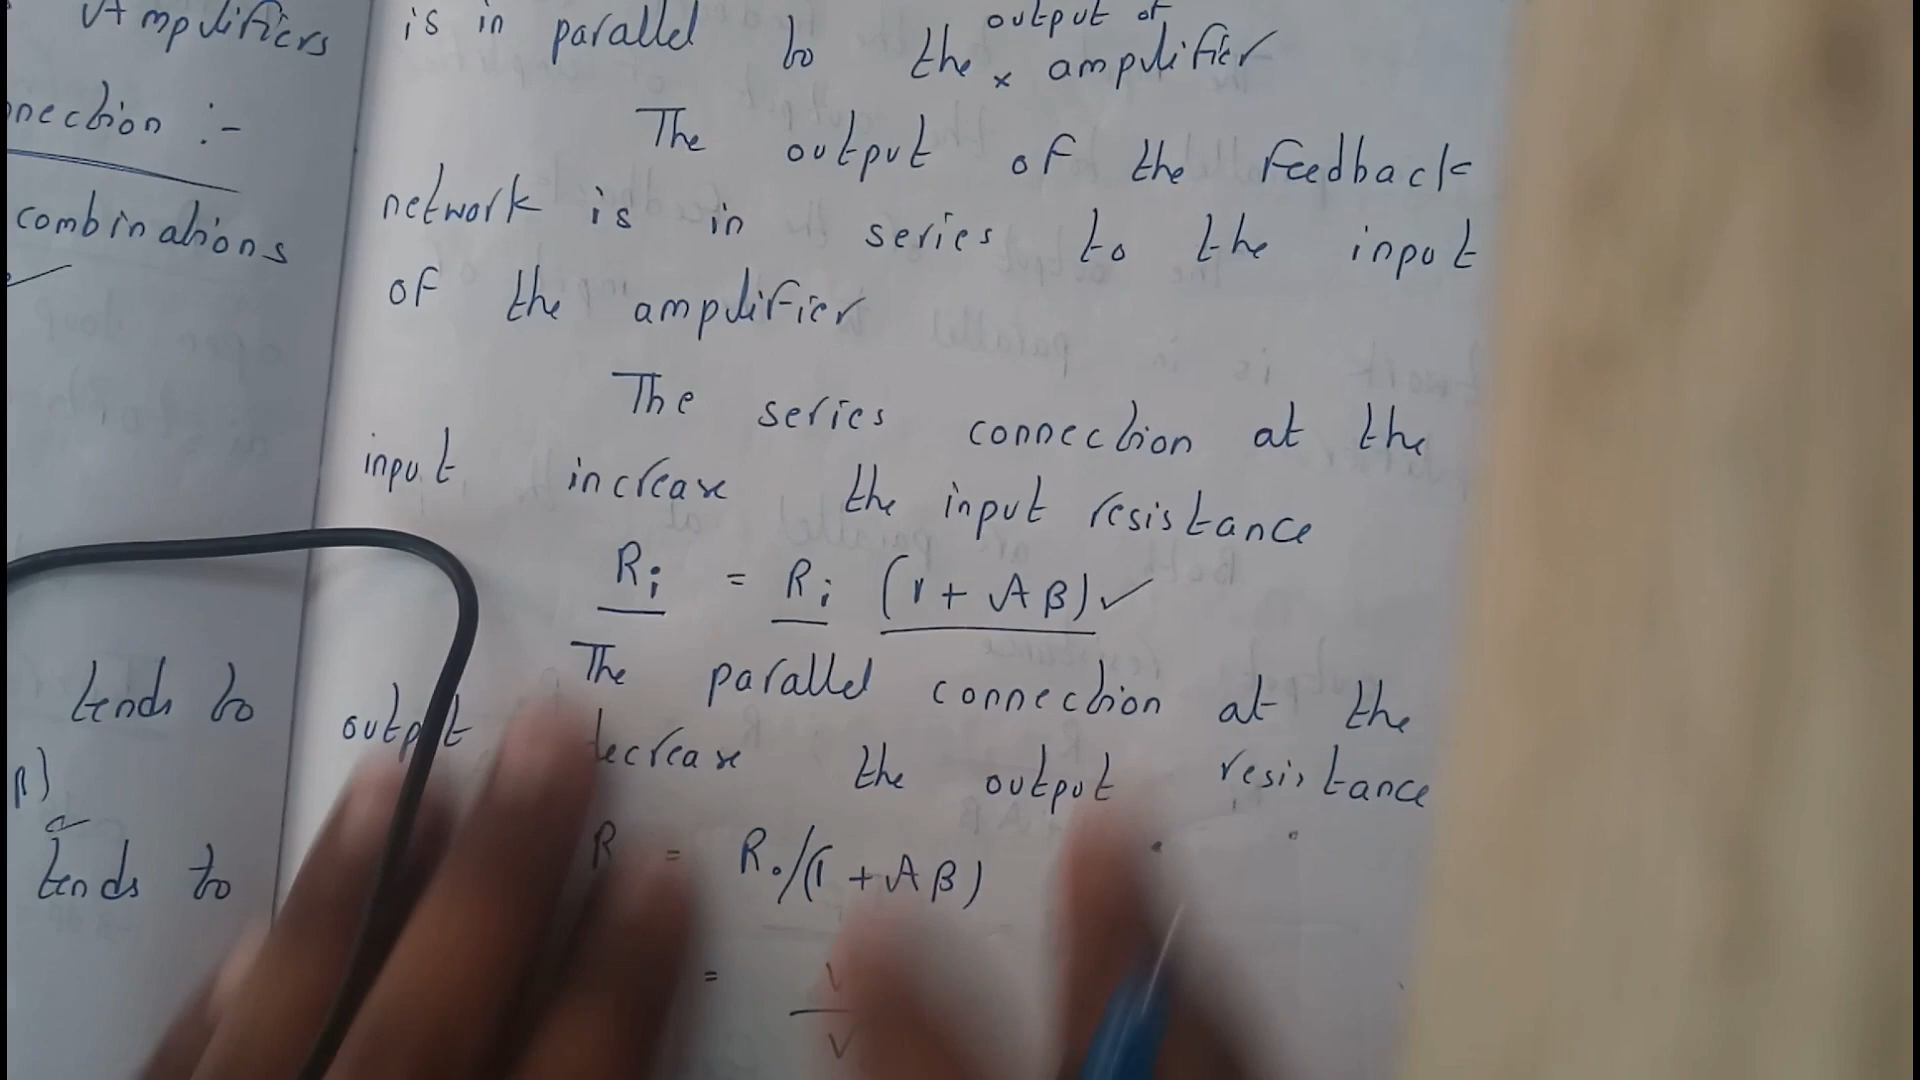 Amplifiers
nection :-
combinations
tends to
β)
tends to
output of
is in parallel to the x amplifier
The output of the feedback
network is in series to the input
of the amplifier
The series connection at the
input increase the input resistance
Ri = Ri (1 + Aβ) ✓
The parallel connection at the
output decrease the output resistance
R = Ro/(1 + Aβ)
= V
V